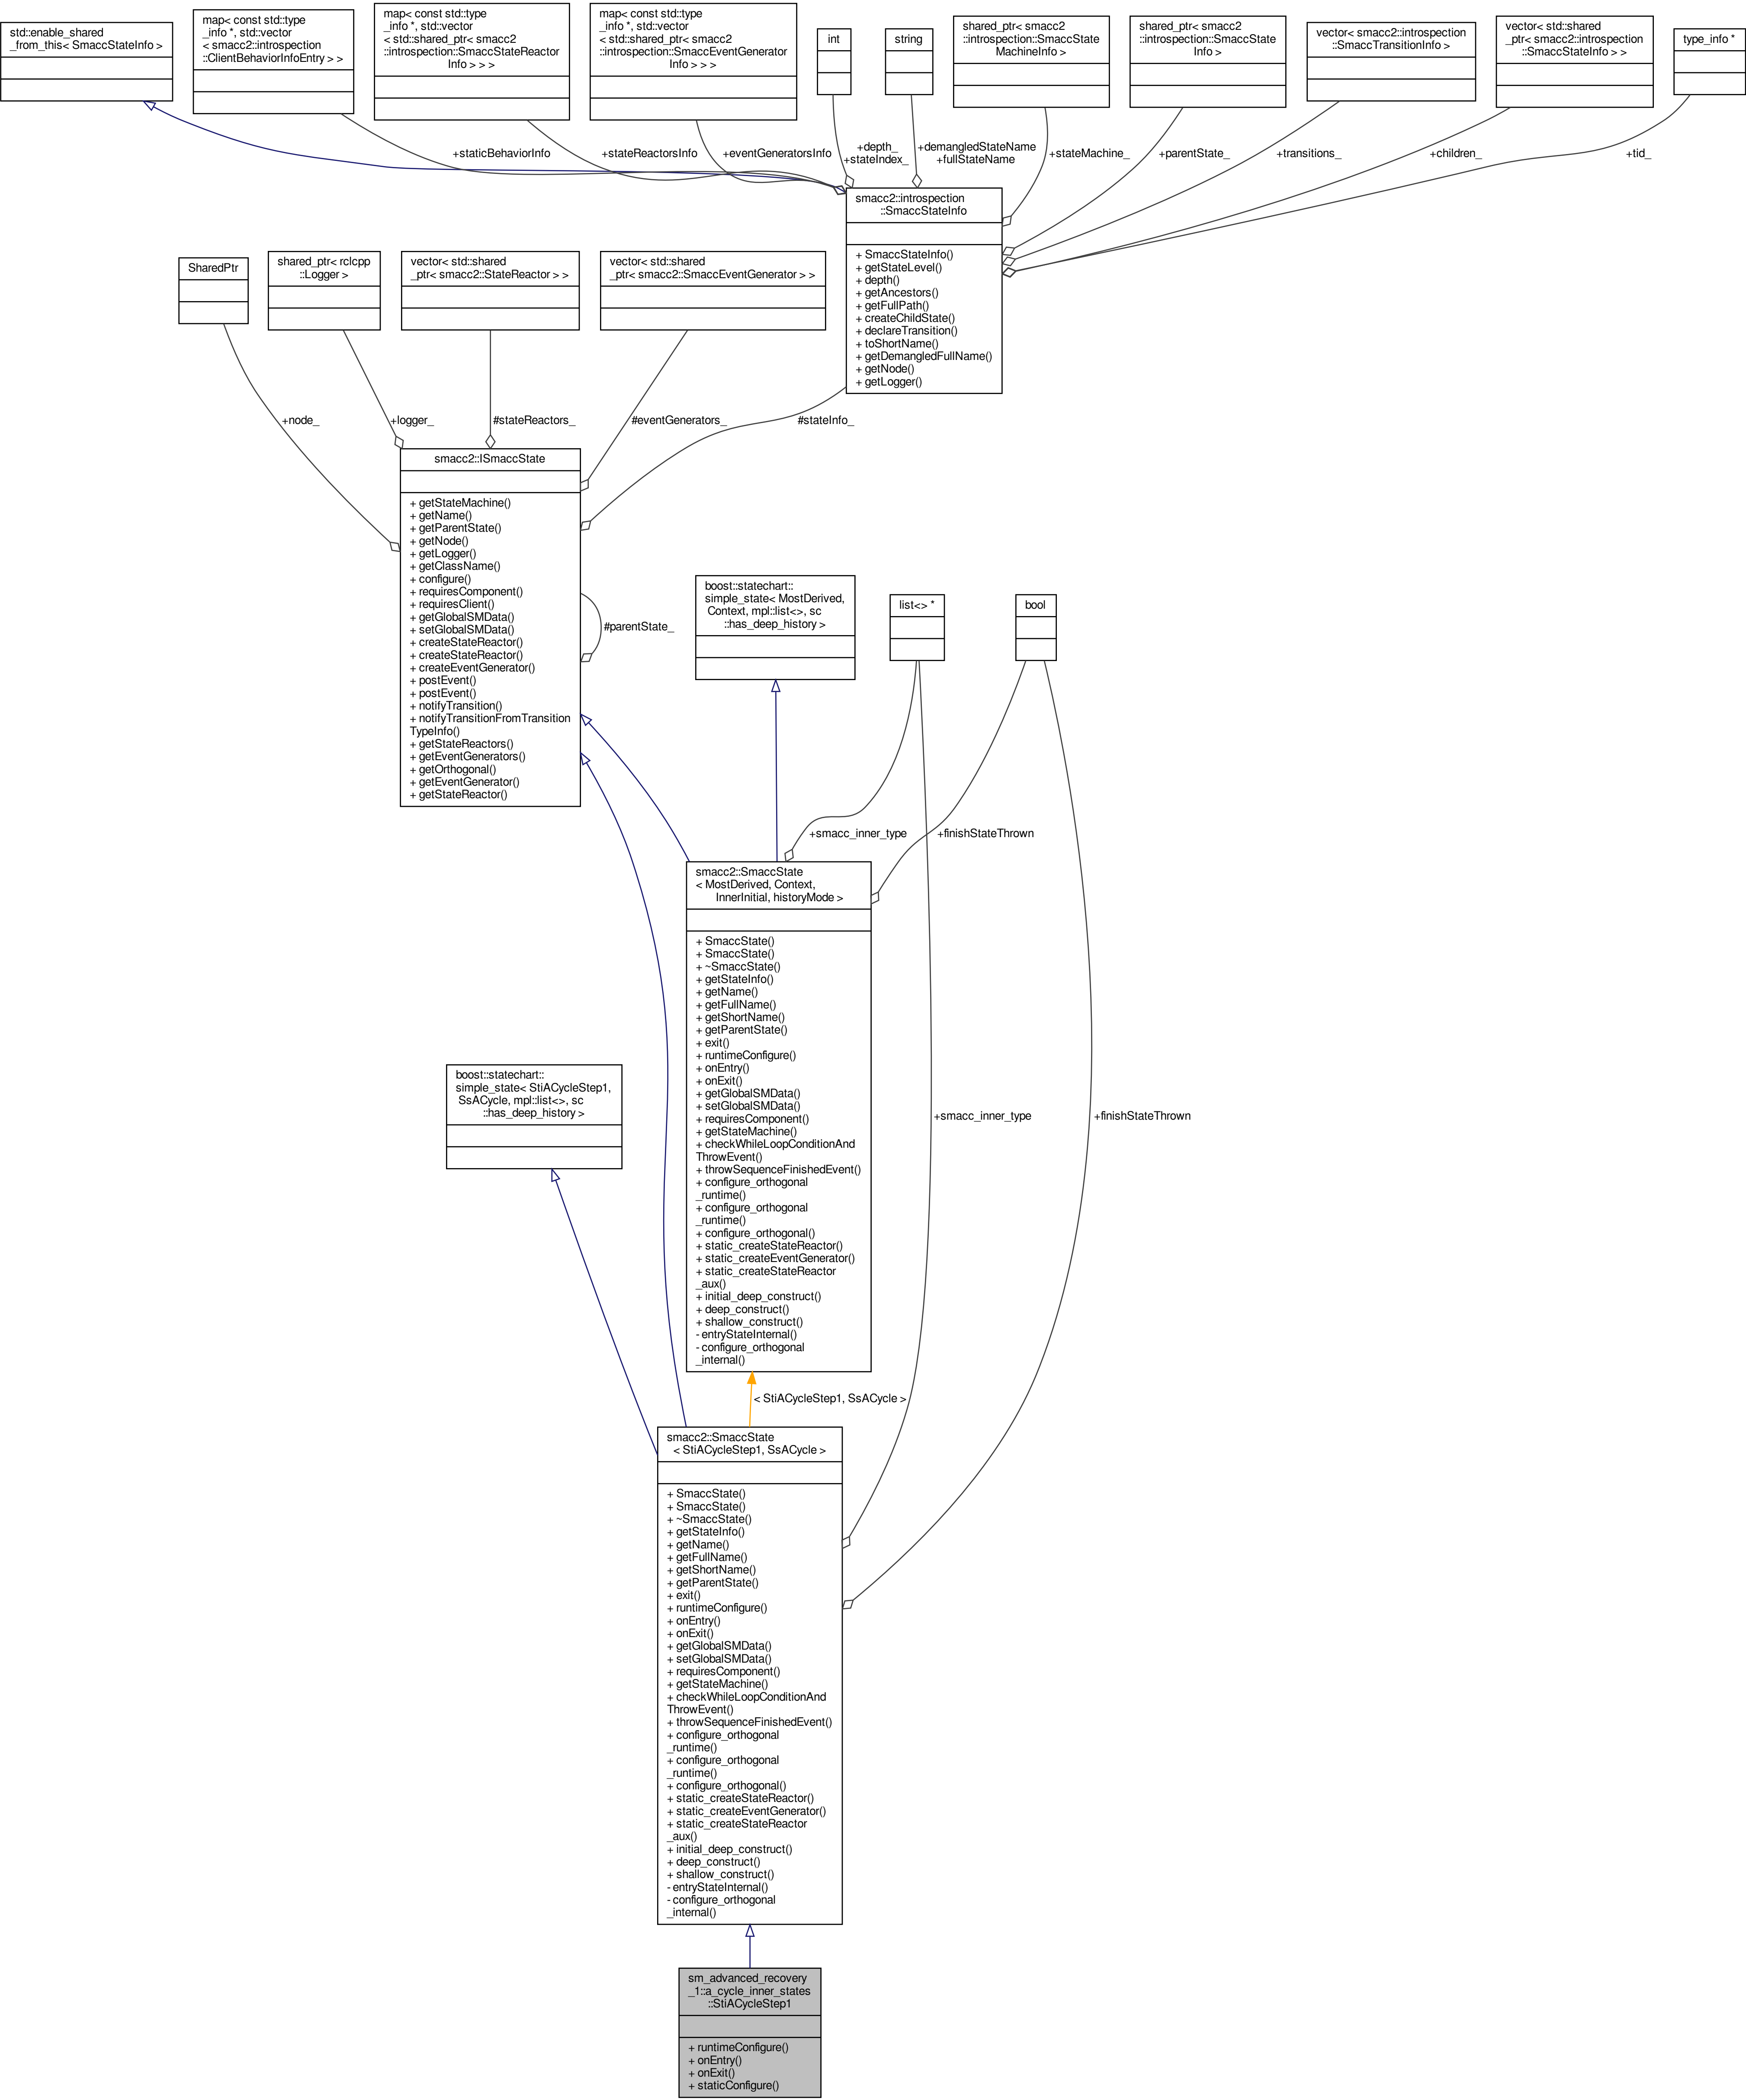 std::enable_shared
_from_this< SmaccStateInfo >
map< const std::type
_info *, std::vector
< smacc2::introspection
::ClientBehaviorInfoEntry > >
map< const std::type
_info *, std::vector
< std::shared_ptr< smacc2
::introspection::SmaccStateReactor
Info > > >
map< const std::type
_info *, std::vector
< std::shared_ptr< smacc2
::introspection::SmaccEventGenerator
Info > > >
int
string
shared_ptr< smacc2
::introspection::SmaccState
MachineInfo >
shared_ptr< smacc2
::introspection::SmaccState
Info >
vector< smacc2::introspection
::SmaccTransitionInfo >
vector< std::shared
_ptr< smacc2::introspection
::SmaccStateInfo > >
type_info *
+staticBehaviorInfo
+stateReactorsInfo
+eventGeneratorsInfo
+depth_
+stateIndex_
+demangledStateName
+fullStateName
+stateMachine_
+parentState_
+transitions_
+children_
+tid_
smacc2::introspection
::SmaccStateInfo
+ SmaccStateInfo()
+ getStateLevel()
+ depth()
+ getAncestors()
+ getFullPath()
+ createChildState()
+ declareTransition()
+ toShortName()
+ getDemangledFullName()
+ getNode()
+ getLogger()
SharedPtr
shared_ptr< rclcpp
::Logger >
vector< std::shared
_ptr< smacc2::StateReactor > >
vector< std::shared
_ptr< smacc2::SmaccEventGenerator > >
+node_
+logger_
#stateReactors_
#eventGenerators_
#stateInfo_
smacc2::ISmaccState
+ getStateMachine()
+ getName()
+ getParentState()
+ getNode()
+ getLogger()
+ getClassName()
+ configure()
+ requiresComponent()
+ requiresClient()
+ getGlobalSMData()
+ setGlobalSMData()
+ createStateReactor()
+ createStateReactor()
+ createEventGenerator()
+ postEvent()
+ postEvent()
+ notifyTransition()
+ notifyTransitionFromTransition
TypeInfo()
+ getStateReactors()
+ getEventGenerators()
+ getOrthogonal()
+ getEventGenerator()
+ getStateReactor()
#parentState_
boost::statechart::
simple_state< MostDerived,
Context, mpl::list<>, sc
::has_deep_history >
list<> *
bool
+smacc_inner_type
+finishStateThrown
smacc2::SmaccState
< MostDerived, Context,
InnerInitial, historyMode >
+ SmaccState()
+ SmaccState()
+ ~SmaccState()
+ getStateInfo()
+ getName()
+ getFullName()
+ getShortName()
+ getParentState()
+ exit()
+ runtimeConfigure()
+ onEntry()
+ onExit()
+ getGlobalSMData()
+ setGlobalSMData()
+ requiresComponent()
+ getStateMachine()
+ checkWhileLoopConditionAnd
ThrowEvent()
+ throwSequenceFinishedEvent()
+ configure_orthogonal
_runtime()
+ configure_orthogonal
_runtime()
+ configure_orthogonal()
+ static_createStateReactor()
+ static_createEventGenerator()
+ static_createStateReactor
_aux()
+ initial_deep_construct()
+ deep_construct()
+ shallow_construct()
- entryStateInternal()
- configure_orthogonal
_internal()
boost::statechart::
simple_state< StiACycleStep1,
SsACycle, mpl::list<>, sc
::has_deep_history >
+smacc_inner_type
+finishStateThrown
< StiACycleStep1, SsACycle >
smacc2::SmaccState
< StiACycleStep1, SsACycle >
+ SmaccState()
+ SmaccState()
+ ~SmaccState()
+ getStateInfo()
+ getName()
+ getFullName()
+ getShortName()
+ getParentState()
+ exit()
+ runtimeConfigure()
+ onEntry()
+ onExit()
+ getGlobalSMData()
+ setGlobalSMData()
+ requiresComponent()
+ getStateMachine()
+ checkWhileLoopConditionAnd
ThrowEvent()
+ throwSequenceFinishedEvent()
+ configure_orthogonal
_runtime()
+ configure_orthogonal
_runtime()
+ configure_orthogonal()
+ static_createStateReactor()
+ static_createEventGenerator()
+ static_createStateReactor
_aux()
+ initial_deep_construct()
+ deep_construct()
+ shallow_construct()
- entryStateInternal()
- configure_orthogonal
_internal()
sm_advanced_recovery
_1::a_cycle_inner_states
::StiACycleStep1
+ runtimeConfigure()
+ onEntry()
+ onExit()
+ staticConfigure()